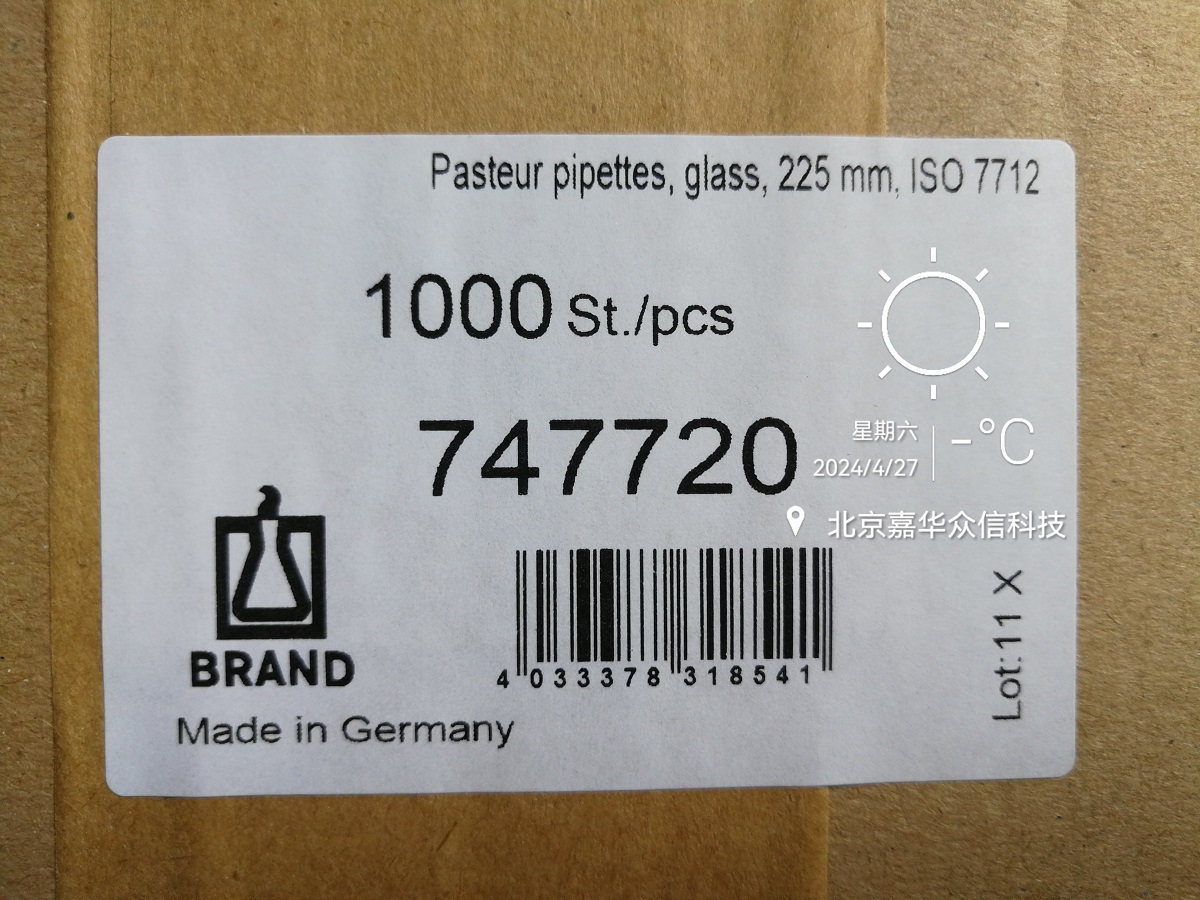 Pasteur pipettes, glass, 225 mm, ISO 7712
1000 St./pcs
747720
星期六
2024/4/27
-°C
北京嘉华众信科技
BRAND
4 033378 318541
Lot:11 X
Made in Germany